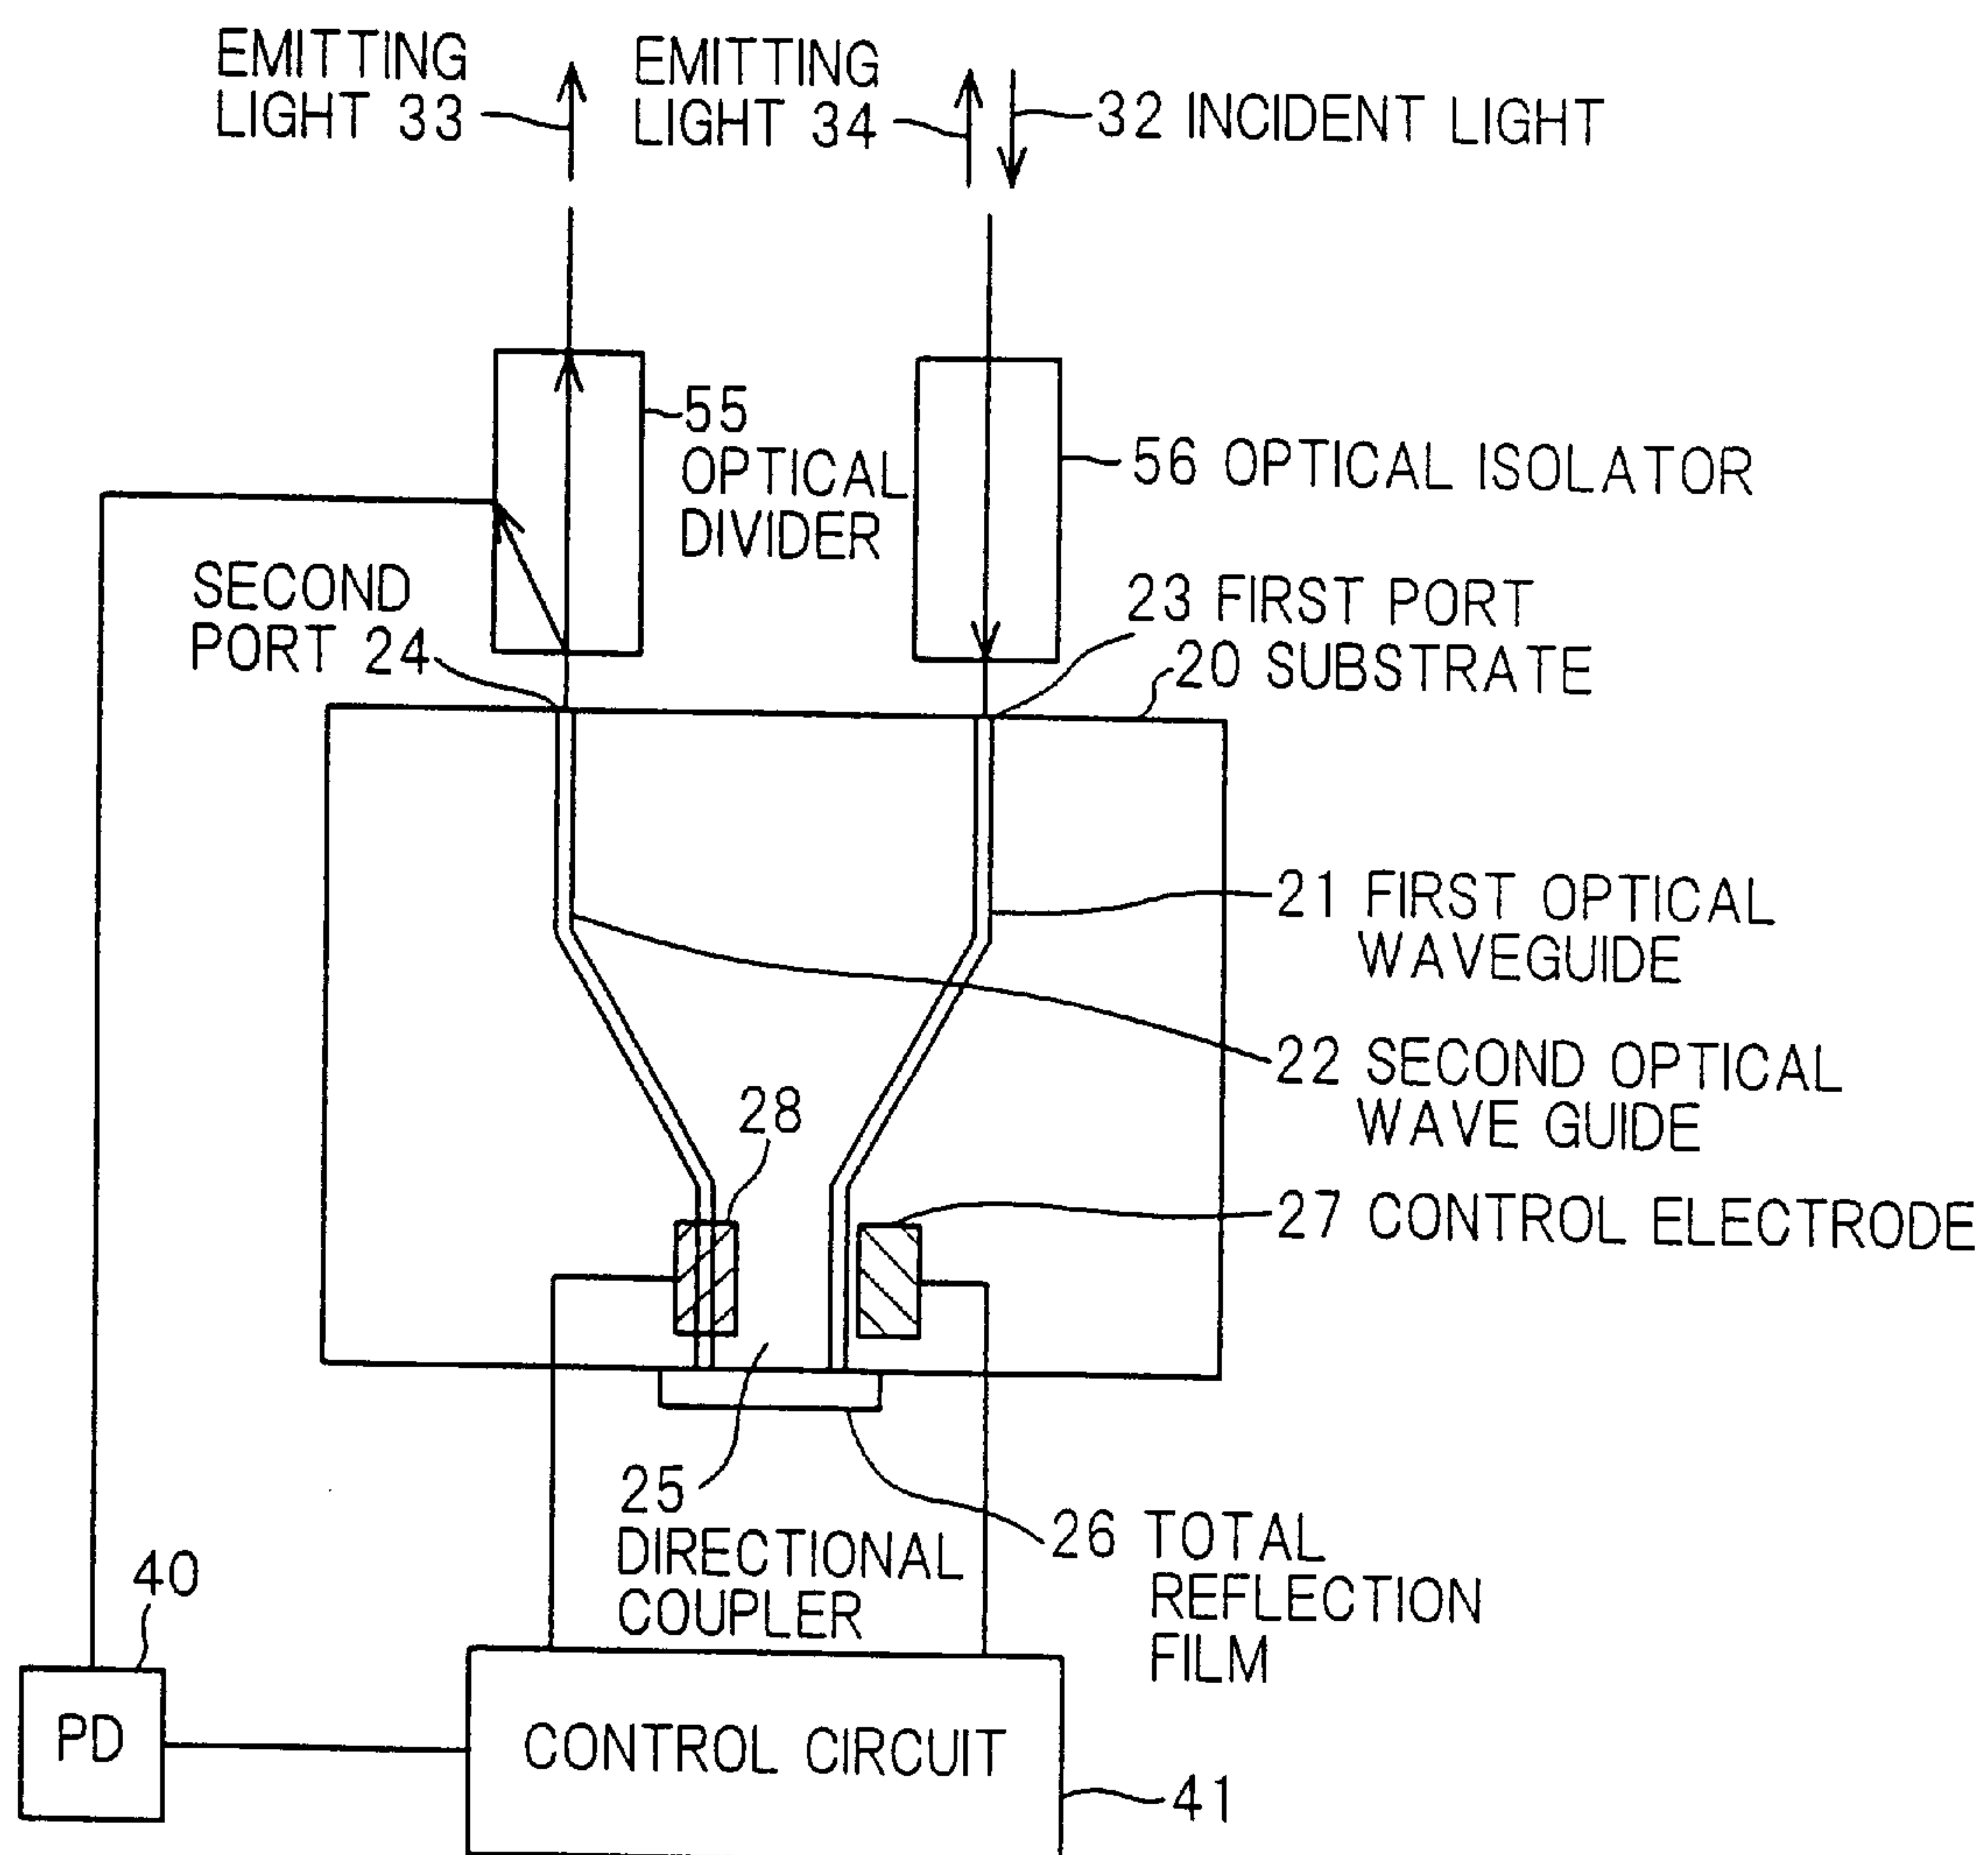 EMITTING
LIGHT 33
EMITTING
LIGHT 34
32 INCIDENT LIGHT
55
OPTICAL
DIVIDER
56 OPTICAL ISOLATOR
SECOND
PORT 24
23 FIRST PORT
20 SUBSTRATE
21 FIRST OPTICAL
WAVEGUIDE
22 SECOND OPTICAL
WAVE GUIDE
28
27 CONTROL ELECTRODE
25
DIRECTIONAL
COUPLER
26 TOTAL
REFLECTION
FILM
40
PD
CONTROL CIRCUIT
41